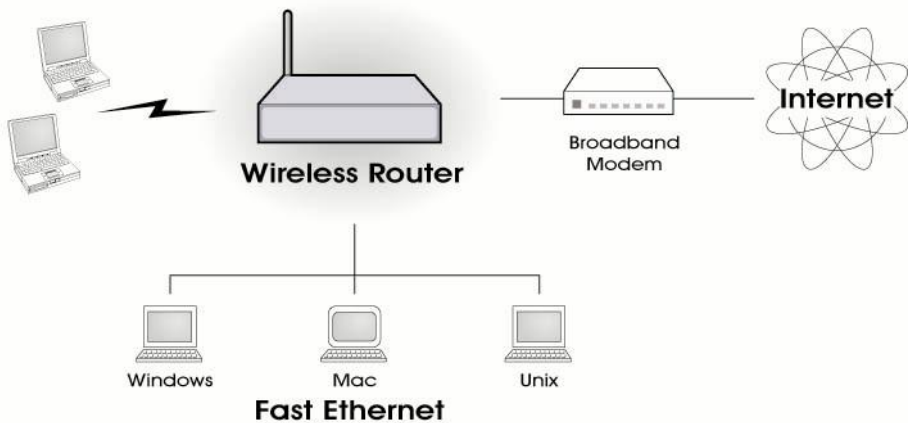 Internet
Broadband
Modem
Wireless Router
Windows
Mac
Unix
Fast Ethernet